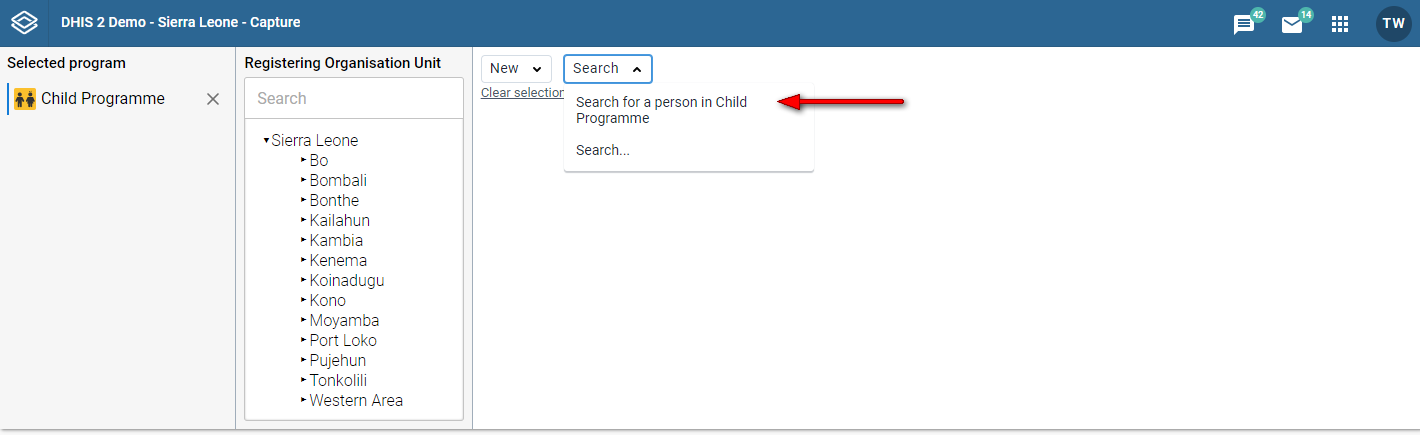 DHIS 2 Demo - Sierra Leone - Capture
42
14
TW
Selected program
Child Programme
Registering Organisation Unit
Search
Sierra Leone
Bo
Bombali
Bonthe
Kailahun
Kambia
Kenema
Koinadugu
Kono
Moyamba
Port Loko
Pujehun
Tonkolili
Western Area
New
Search
Clear selection
Search for a person in Child
Programme
Search...